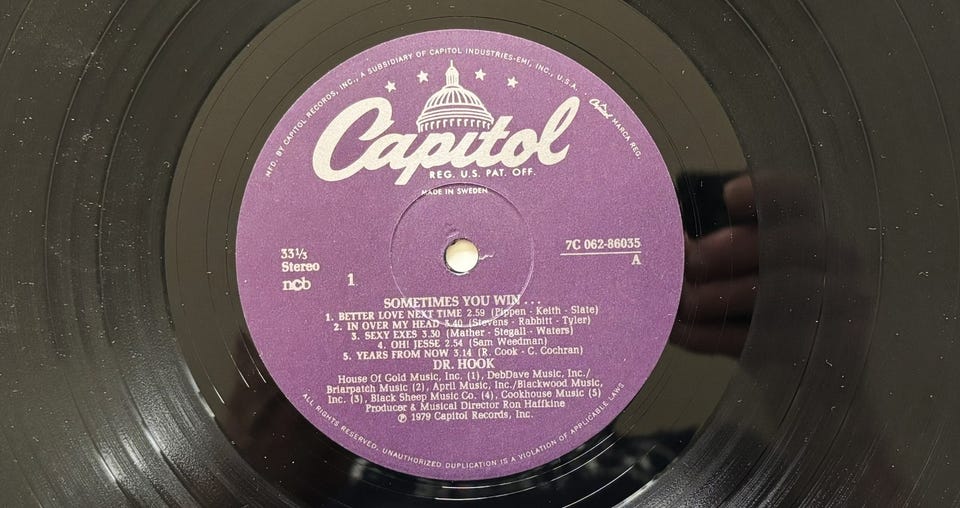 MFD. BY CAPITOL RECORDS, INC., A SUBSIDIARY OF CAPITOL INDUSTRIES-EMI, INC., U.S.A. · Capitol MARCA REG.
Capitol
REG. U.S. PAT. OFF.
MADE IN SWEDEN
33⅓
Stereo
ncb
1
7C 062-86035
A
SOMETIMES YOU WIN . . .
1. BETTER LOVE NEXT TIME 2.59 (Pippen - Keith - Slate)
2. IN OVER MY HEAD 3.40 (Stevens - Rabbitt - Tyler)
3. SEXY EXES 3.30 (Mather - Stegall - Waters)
4. OH! JESSE 2.54 (Sam Weedman)
5. YEARS FROM NOW 3.14 (R. Cook - C. Cochran)
DR. HOOK
House Of Gold Music, Inc. (1), DebDave Music, Inc./
Briarpatch Music (2), April Music, Inc./Blackwood Music,
Inc. (3), Black Sheep Music Co. (4), Cookhouse Music (5)
Producer & Musical Director Ron Haffkine
℗ 1979 Capitol Records, Inc.
ALL RIGHTS RESERVED. UNAUTHORIZED DUPLICATION IS A VIOLATION OF APPLICABLE LAWS